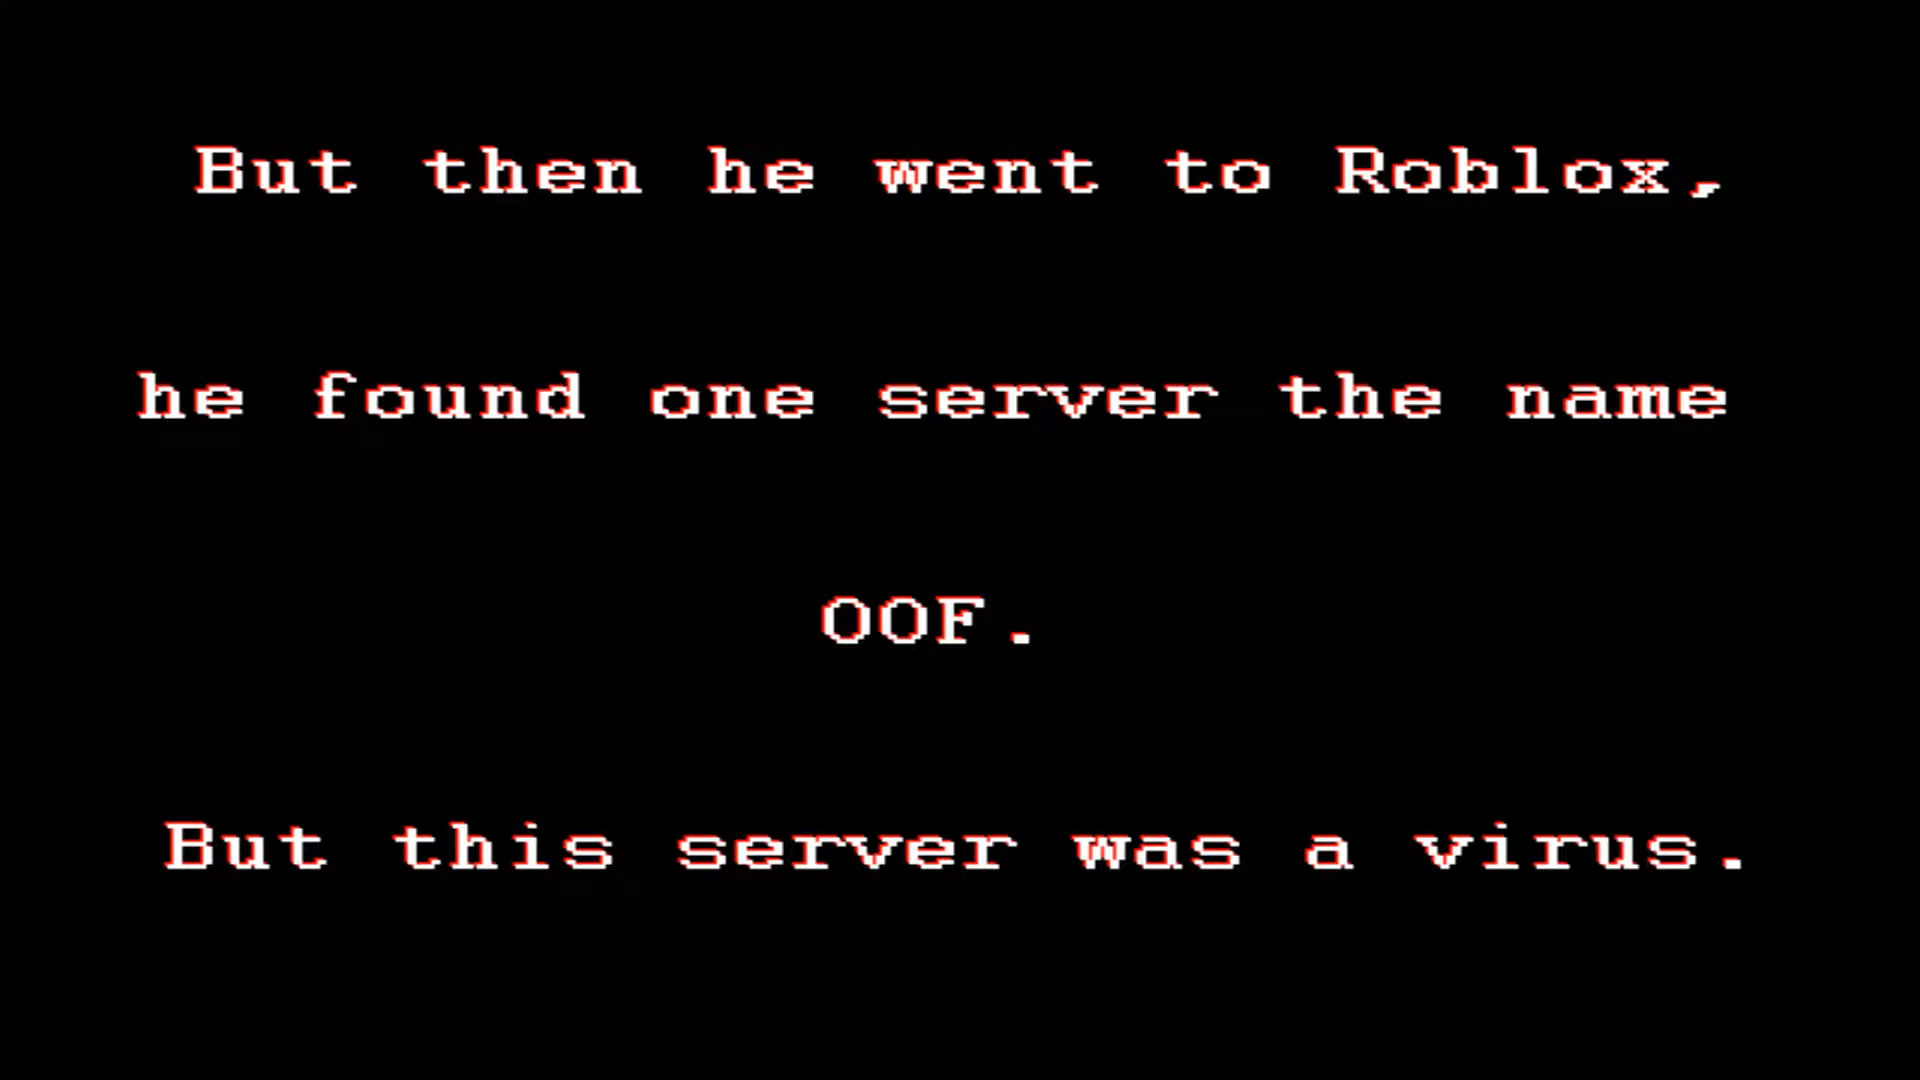 But then he went to Roblox,
he found one server the name
OOF.
But this server was a virus.